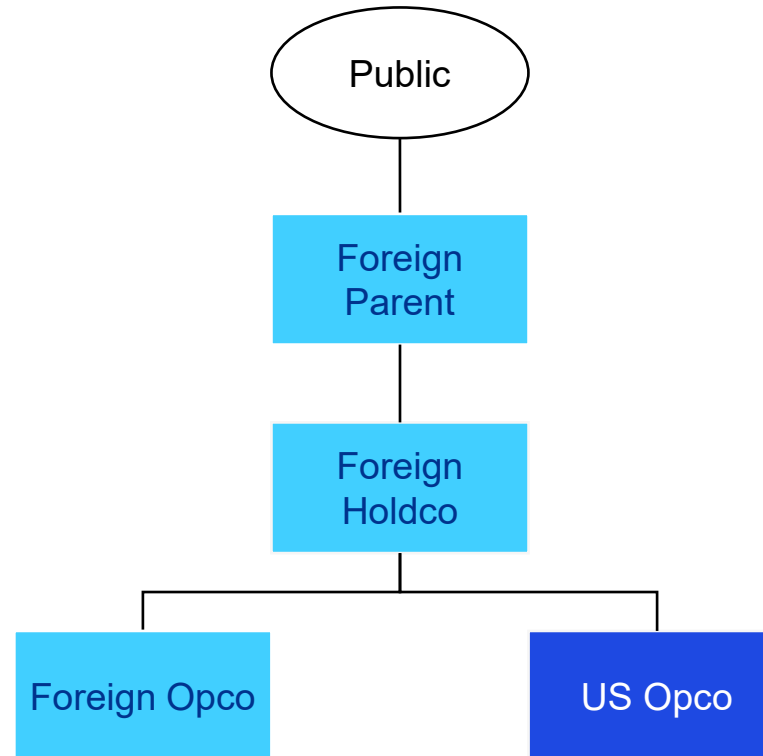 Public
Foreign
Parent
Foreign
Holdco
Foreign Opco
US Opco